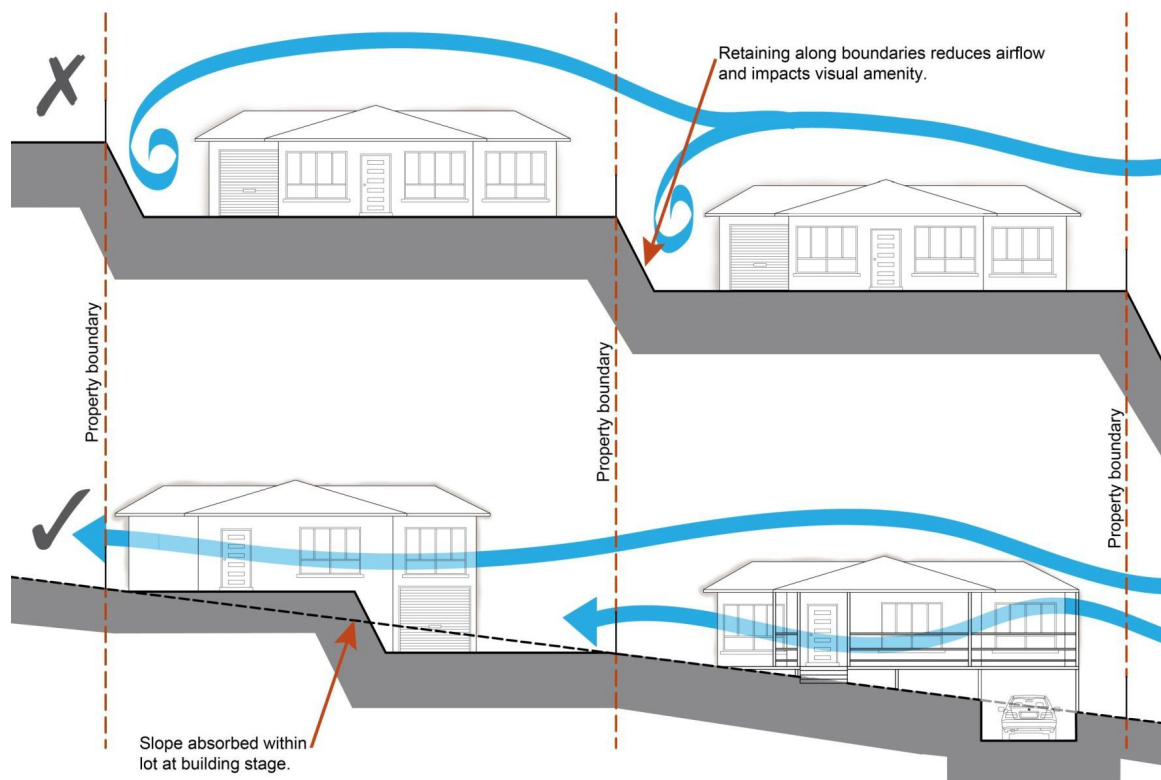 Retaining along boundaries reduces airflow
and impacts visual amenity.
Property boundary
Property boundary
Property boundary
Slope absorbed within
lot at building stage.